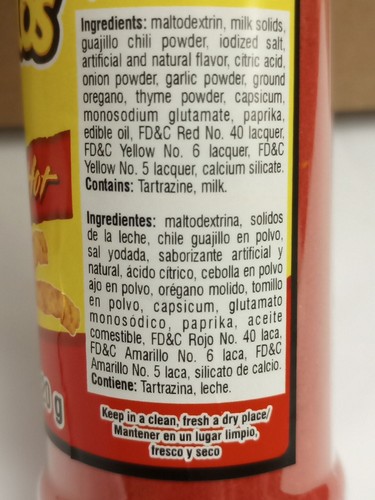 os
Ingredients: maltodextrin, milk solids,
guajillo chili powder, iodized salt,
artificial and natural flavor, citric acid,
onion powder, garlic powder, ground
oregano, thyme powder, capsicum,
monosodium glutamate, paprika,
edible oil, FD&C Red No. 40 lacquer,
FD&C Yellow No. 6 lacquer, FD&C
Yellow No. 5 lacquer, calcium silicate.
Contains: Tartrazine, milk.
Hot
Ingredientes: maltodextrina, solidos
de la leche, chile guajillo en polvo,
sal yodada, saborizante artificial y
natural, ácido cítrico, cebolla en polvo
ajo en polvo, orégano molido, tomillo
en polvo, capsicum, glutamato
monosódico, paprika, aceite
comestible, FD&C Rojo No. 40 laca,
FD&C Amarillo No. 6 laca, FD&C
Amarillo No. 5 laca, silicato de calcio.
Contiene: Tartrazina, leche.
0 g
Keep in a clean, fresh a dry place/
Mantener en un lugar limpio,
fresco y seco